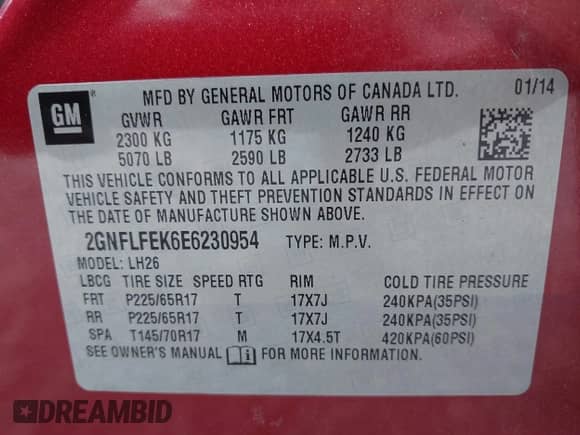 GM ® MFD BY GENERAL MOTORS OF CANADA LTD. 01/14
GVWR GAWR FRT GAWR RR
2300 KG 1175 KG 1240 KG
5070 LB 2590 LB 2733 LB
THIS VEHICLE CONFORMS TO ALL APPLICABLE U.S. FEDERAL MOTOR
VEHICLE SAFETY AND THEFT PREVENTION STANDARDS IN EFFECT ON
THE DATE OF MANUFACTURE SHOWN ABOVE.
2GNFLFEK6E6230954 TYPE: M.P.V.
MODEL: LH26
LBCG TIRE SIZE SPEED RTG RIM COLD TIRE PRESSURE
FRT P225/65R17 T 17X7J 240KPA(35PSI)
RR P225/65R17 T 17X7J 240KPA(35PSI)
SPA T145/70R17 M 17X4.5T 420KPA(60PSI)
SEE OWNER'S MANUAL FOR MORE INFORMATION.
DREAMBID